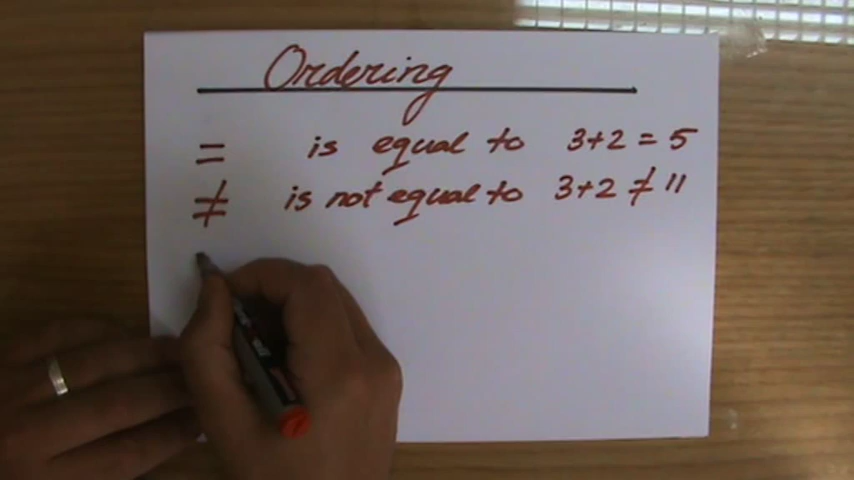 Ordering
= is equal to 3+2 = 5
≠ is not equal to 3+2 ≠ 11